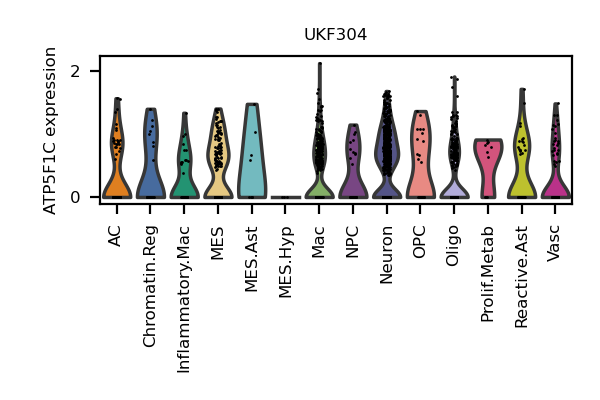 UKF304
ATP5F1C expression
2
0
AC
Chromatin.Reg
Inflammatory.Mac
MES
MES.Ast
MES.Hyp
Mac
NPC
Neuron
OPC
Oligo
Prolif.Metab
Reactive.Ast
Vasc